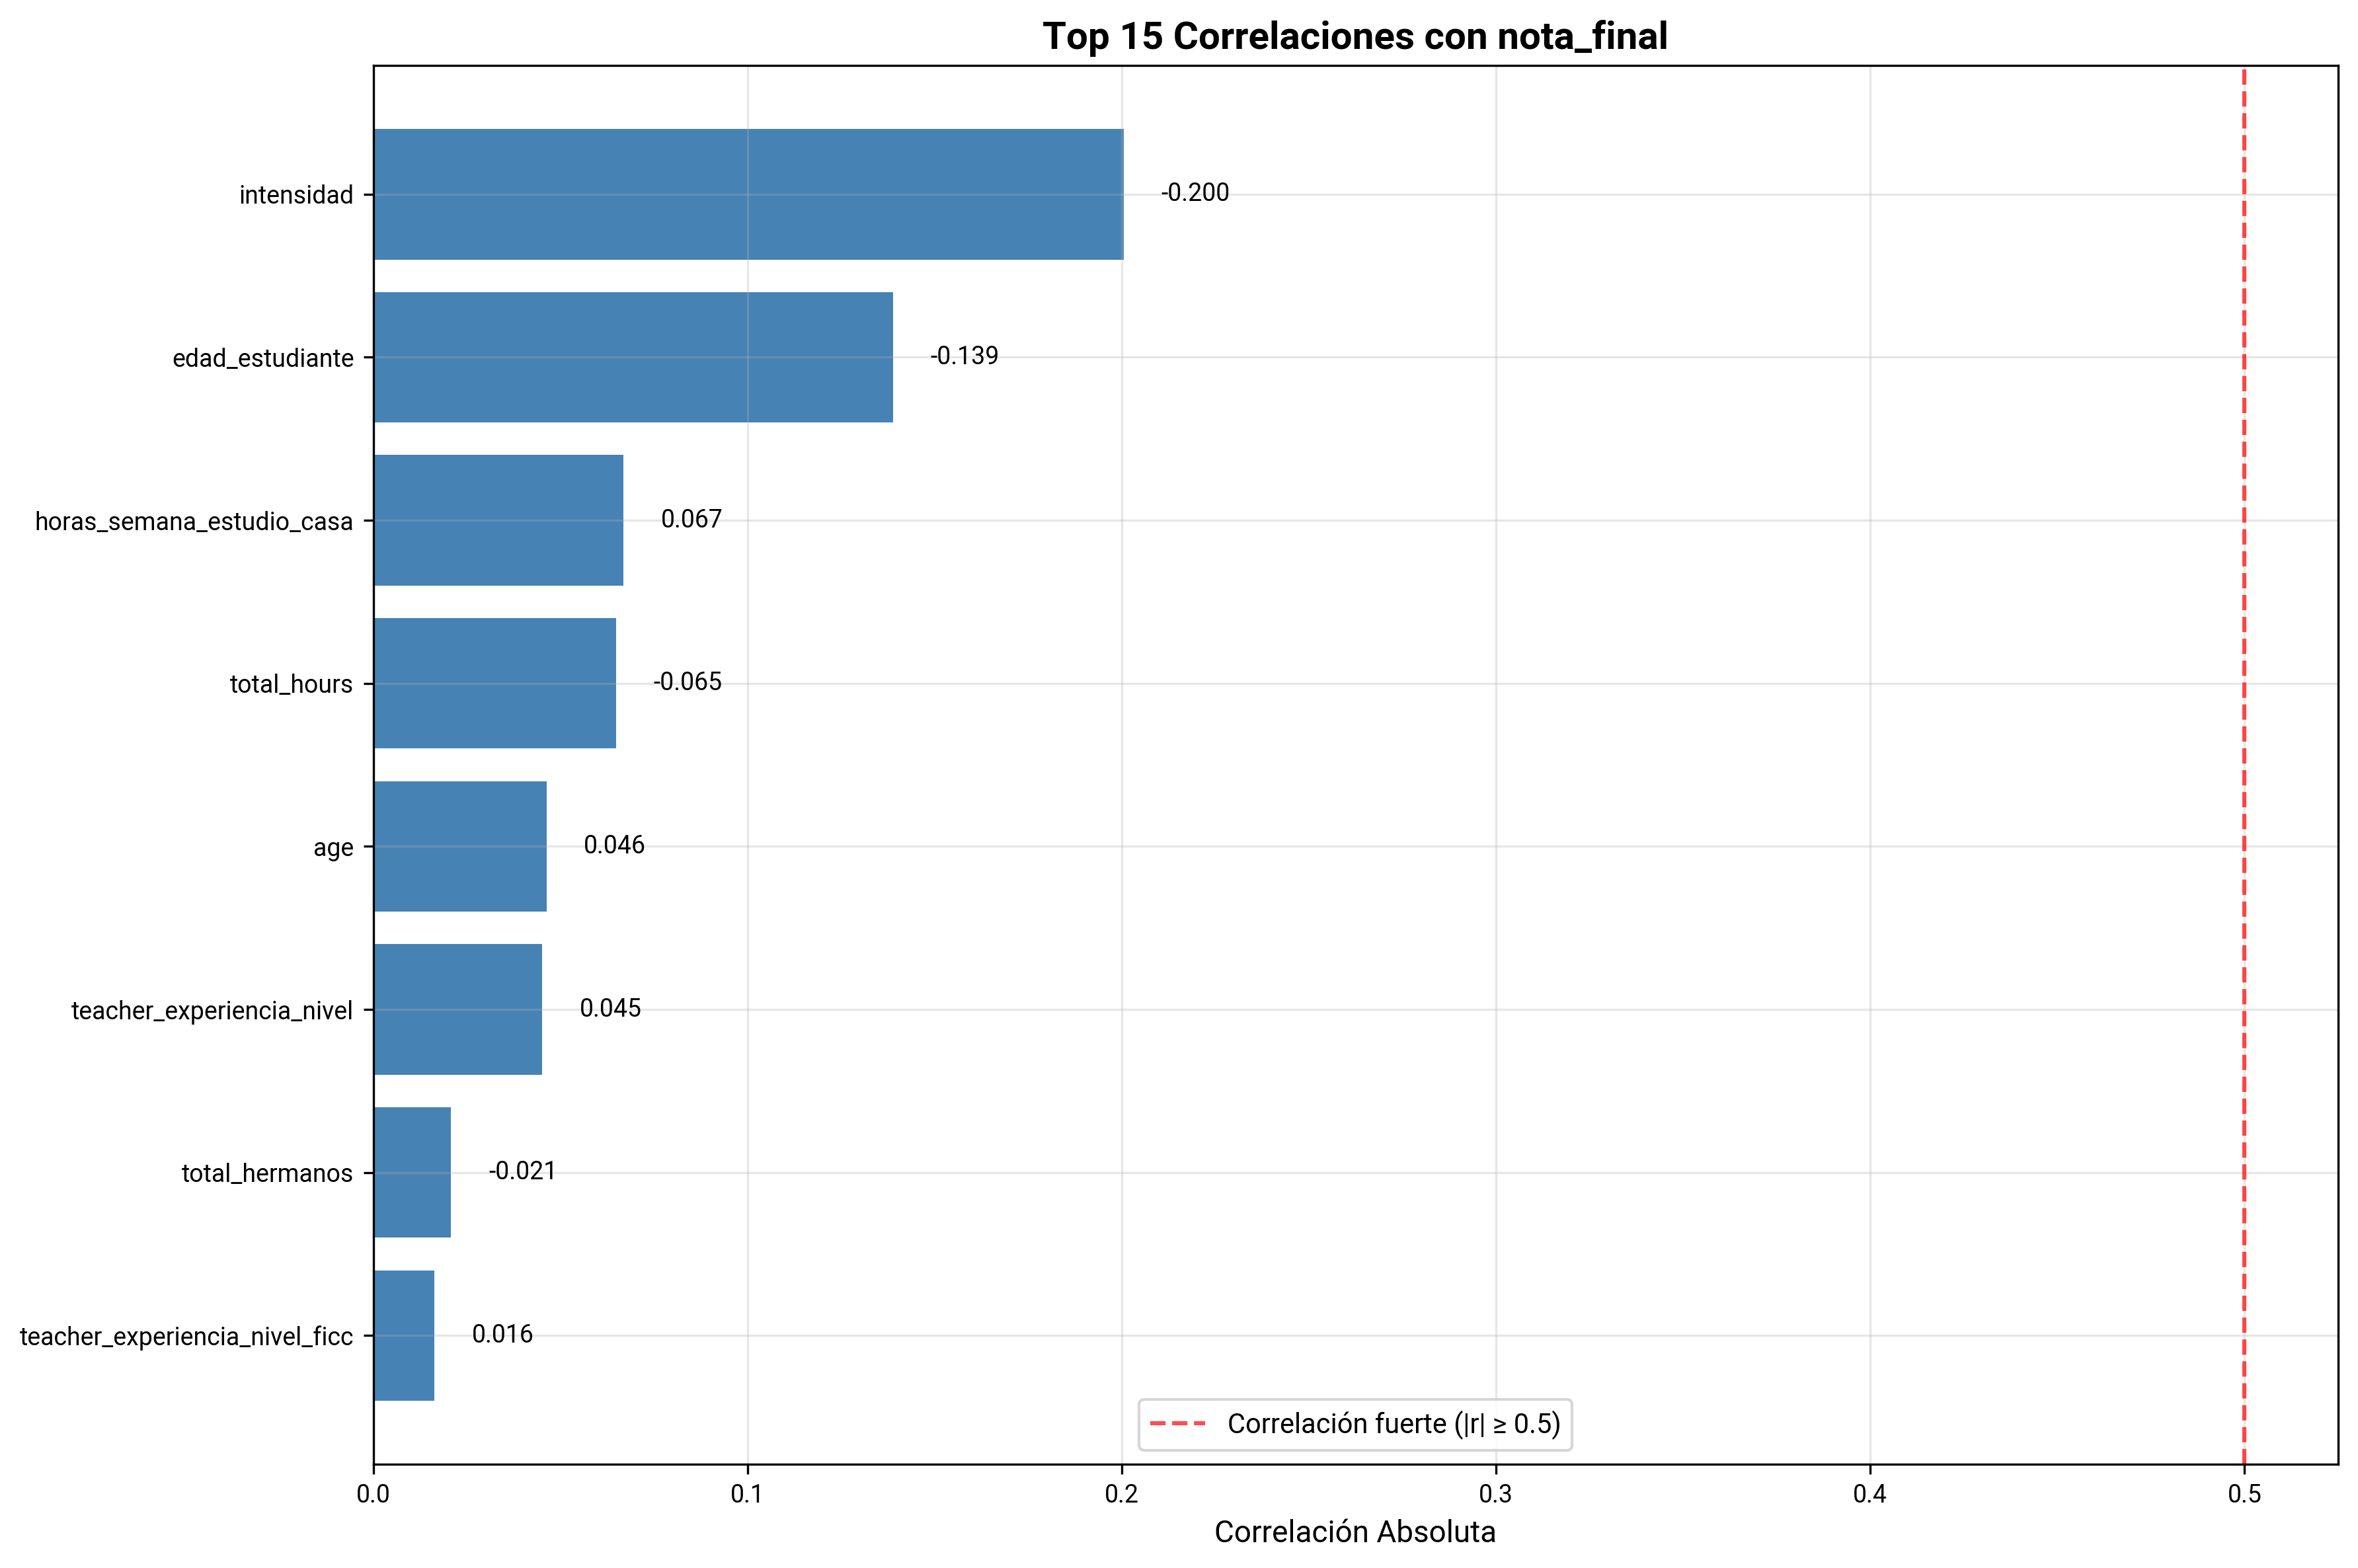 Top 15 Correlaciones con nota_final
intensidad
-0.200
edad_estudiante
-0.139
horas_semana_estudio_casa
0.067
total_hours
-0.065
age
0.046
teacher_experiencia_nivel
0.045
total_hermanos
-0.021
teacher_experiencia_nivel_ficc
0.016
Correlación fuerte (|r| ≥ 0.5)
0.0 0.1 0.2 0.3 0.4 0.5
Correlación Absoluta